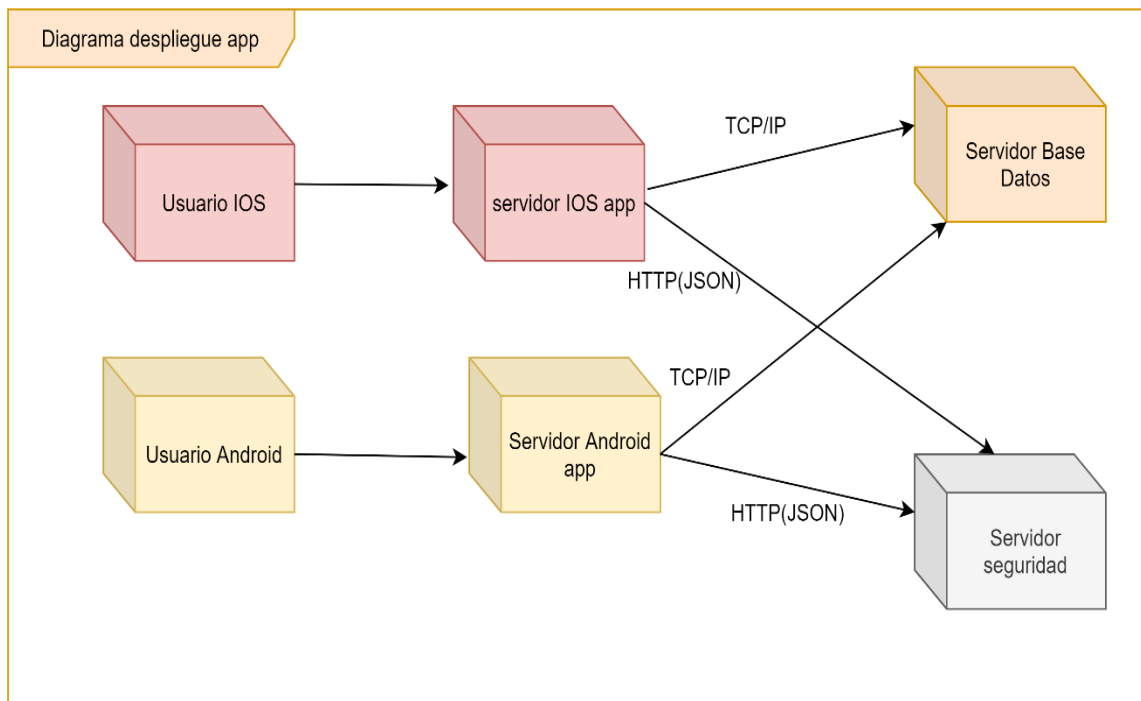 Diagrama despliegue app
Usuario IOS
servidor IOS app
TCP/IP
Servidor Base
Datos
HTTP(JSON)
TCP/IP
Usuario Android
Servidor Android
app
HTTP(JSON)
Servidor
seguridad